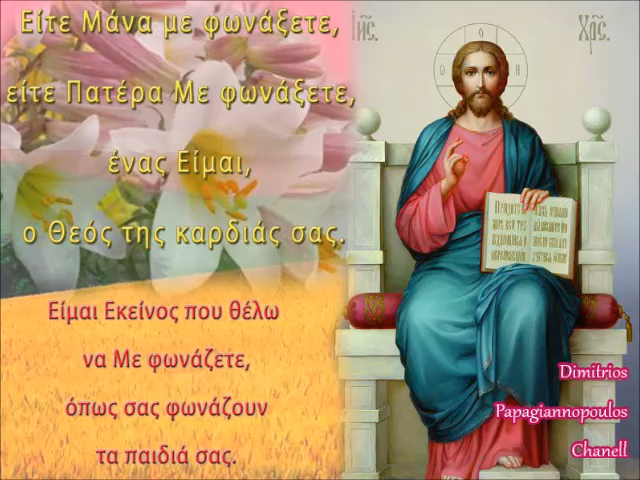 Είτε Μάνα με φωνάξετε,
είτε Πατέρα Με φωνάξετε,
ένας Είμαι,
ο Θεός της καρδιάς σας.
Είμαι Εκείνος που θέλω
να Με φωνάζετε,
όπως σας φωνάζουν
τα παιδιά σας.
Χρ҃с.
Dimitrios
Papagiannopoulos
Chanell